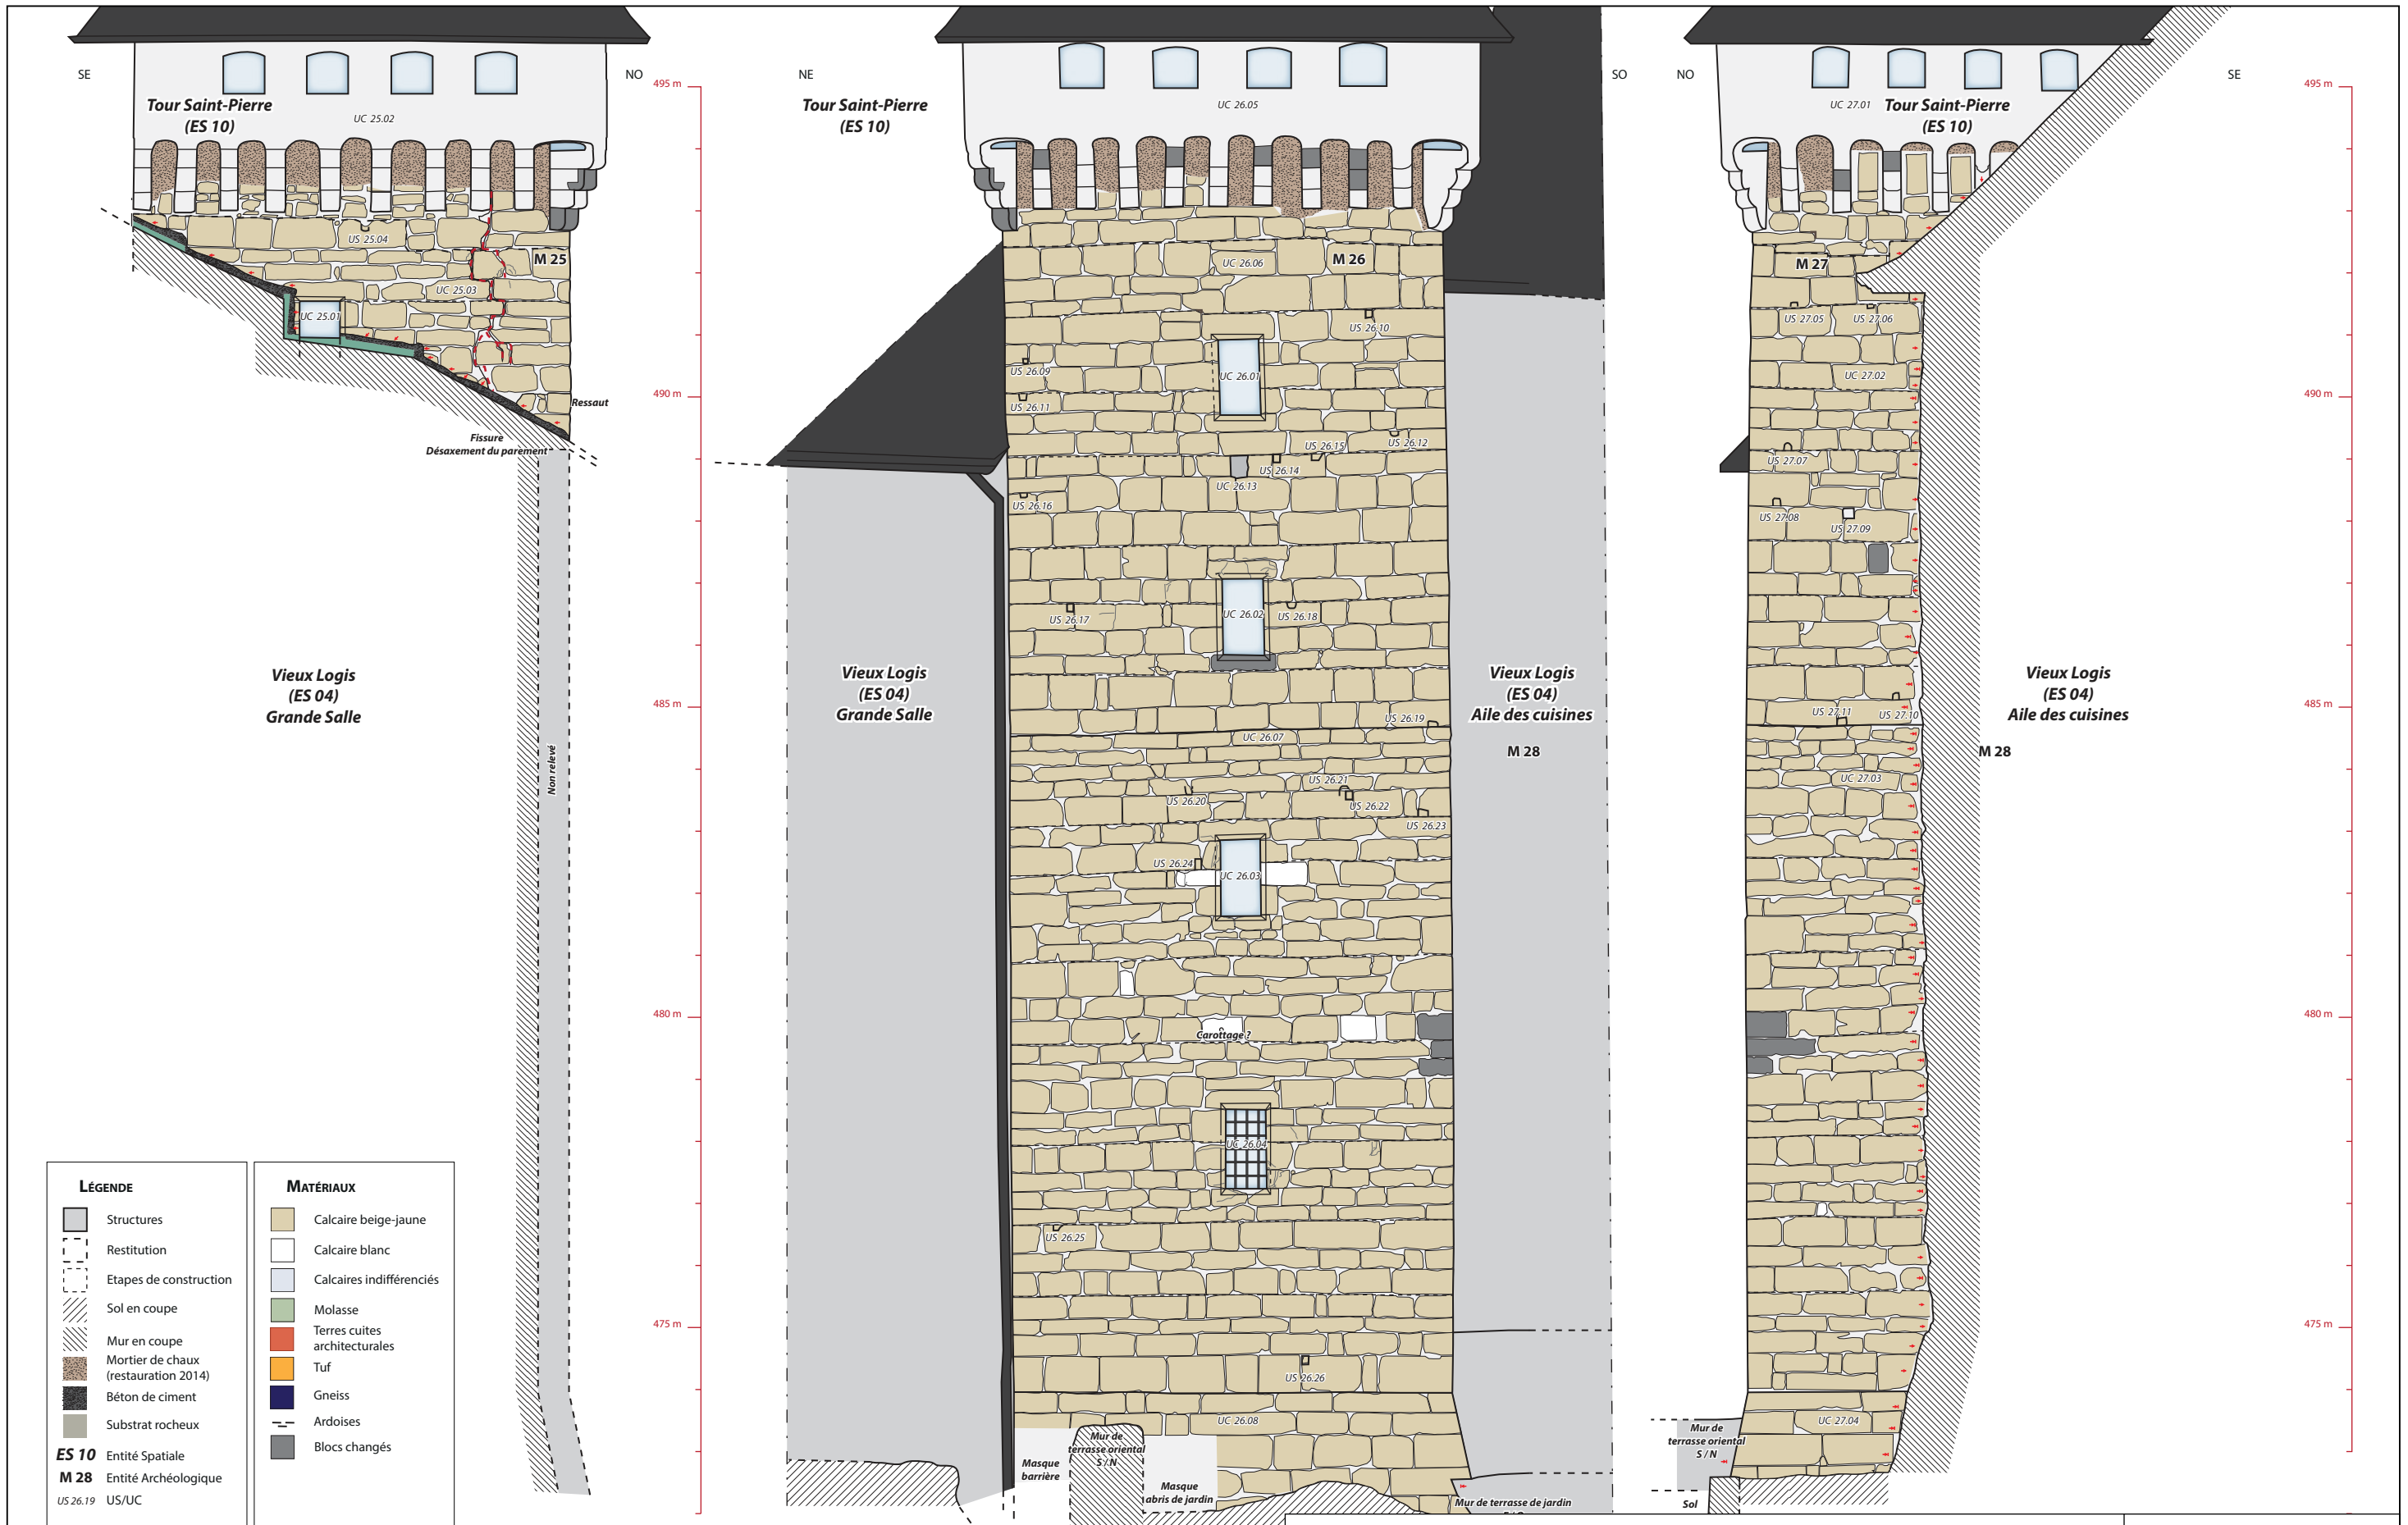 SE
Tour Saint-Pierre
(ES 10)
UC 25.02
NO
US 25.04
M 25
UC 25.03
UC 25.01
Ressaut
Fissure
Désaxement du parement
Non relevé
Vieux Logis
(ES 04)
Grande Salle
495 m
490 m
485 m
480 m
475 m
NE
Tour Saint-Pierre
(ES 10)
UC 26.05
SO
UC 26.06
M 26
US 26.10
UC 26.01
US 26.09
US 26.11
US 26.12
US 26.15
US 26.14
UC 26.13
US 26.16
UC 26.02
US 26.17
US 26.18
Vieux Logis
(ES 04)
Grande Salle
Vieux Logis
(ES 04)
Aile des cuisines
M 28
US 26.19
UC 26.07
US 26.21
US 26.20
US 26.22
US 26.23
US 26.24
UC 26.03
Carottage ?
UC 26.04
US 26.25
US 26.26
UC 26.08
Mur de
terrasse oriental
S / N
Masque
barrière
Masque
abris de jardin
Mur de terrasse de jardin
NO
UC 27.01
Tour Saint-Pierre
(ES 10)
SE
M 27
US 27.05
US 27.06
UC 27.02
US 27.07
US 27.08
US 27.09
US 27.11
US 27.10
UC 27.03
Vieux Logis
(ES 04)
Aile des cuisines
M 28
UC 27.04
Mur de
terrasse oriental
S / N
Sol
495 m
490 m
485 m
480 m
475 m
Légende
Structures
Restitution
Etapes de construction
Sol en coupe
Mur en coupe
Mortier de chaux
(restauration 2014)
Béton de ciment
Substrat rocheux
ES 10 Entité Spatiale
M 28 Entité Archéologique
US 26.19 US/UC
Matériaux
Calcaire beige-jaune
Calcaire blanc
Calcaires indifférenciés
Molasse
Terres cuites
architecturales
Tuf
Gneiss
Ardoises
Blocs changés